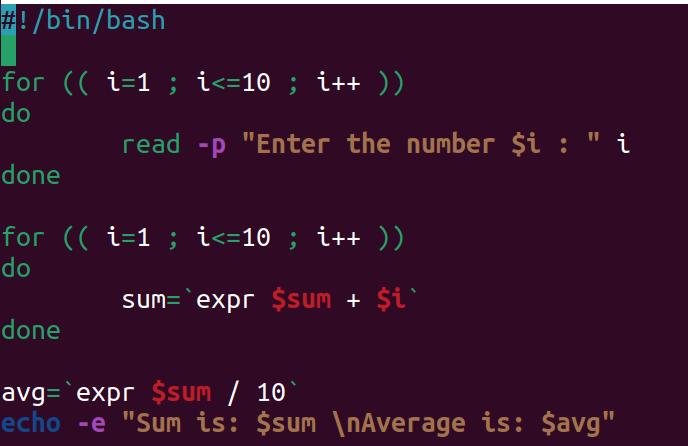 #!/bin/bash

for (( i=1 ; i<=10 ; i++ ))
do
        read -p "Enter the number $i : " i
done

for (( i=1 ; i<=10 ; i++ ))
do
        sum=`expr $sum + $i`
done

avg=`expr $sum / 10`
echo -e "Sum is: $sum \nAverage is: $avg"